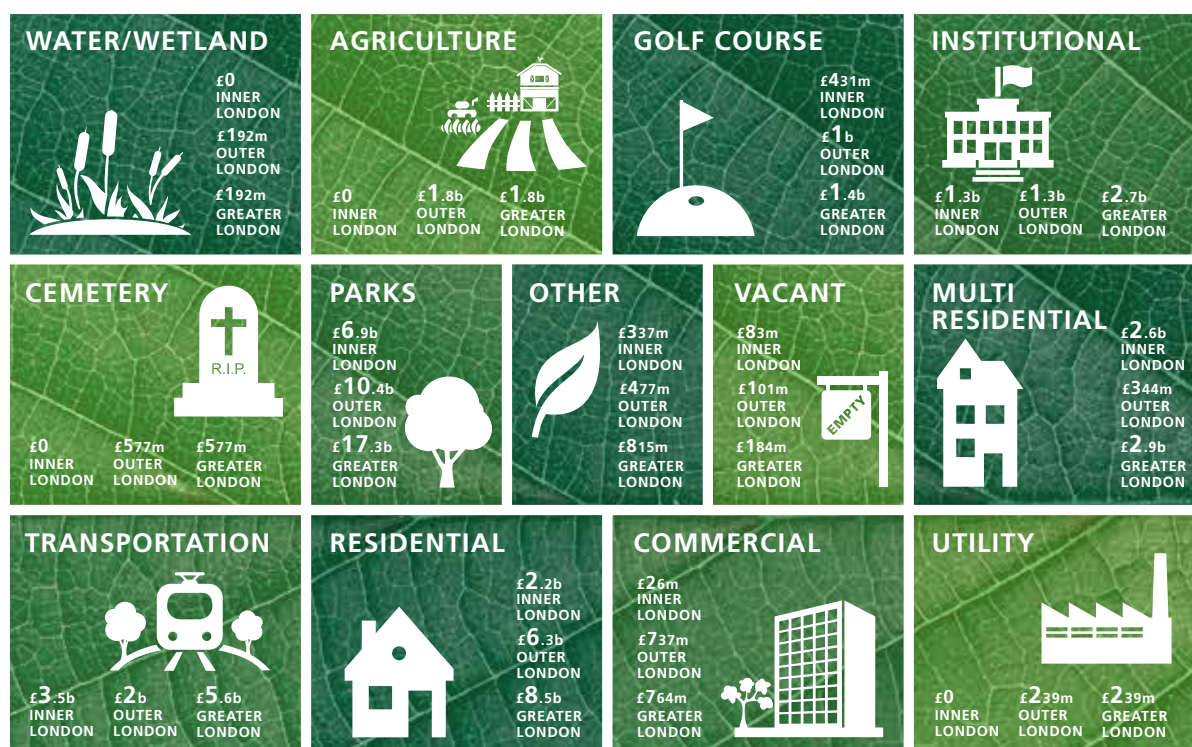 WATER/WETLAND
£0
INNER
LONDON
£192m
OUTER
LONDON
£192m
GREATER
LONDON
AGRICULTURE
£0
INNER
LONDON
£1.8b
OUTER
LONDON
£1.8b
GREATER
LONDON
GOLF COURSE
£431m
INNER
LONDON
£1b
OUTER
LONDON
£1.4b
GREATER
LONDON
INSTITUTIONAL
£1.3b
INNER
LONDON
£1.3b
OUTER
LONDON
£2.7b
GREATER
LONDON
CEMETERY
R.I.P.
£0
INNER
LONDON
£577m
OUTER
LONDON
£577m
GREATER
LONDON
PARKS
£6.9b
INNER
LONDON
£10.4b
OUTER
LONDON
£17.3b
GREATER
LONDON
OTHER
£337m
INNER
LONDON
£477m
OUTER
LONDON
£815m
GREATER
LONDON
VACANT
£83m
INNER
LONDON
£101m
OUTER
LONDON
£184m
GREATER
LONDON
EMPTY
MULTI
RESIDENTIAL
£2.6b
INNER
LONDON
£344m
OUTER
LONDON
£2.9b
GREATER
LONDON
TRANSPORTATION
£3.5b
INNER
LONDON
£2b
OUTER
LONDON
£5.6b
GREATER
LONDON
RESIDENTIAL
£2.2b
INNER
LONDON
£6.3b
OUTER
LONDON
£8.5b
GREATER
LONDON
COMMERCIAL
£26m
INNER
LONDON
£737m
OUTER
LONDON
£764m
GREATER
LONDON
UTILITY
£0
INNER
LONDON
£239m
OUTER
LONDON
£239m
GREATER
LONDON